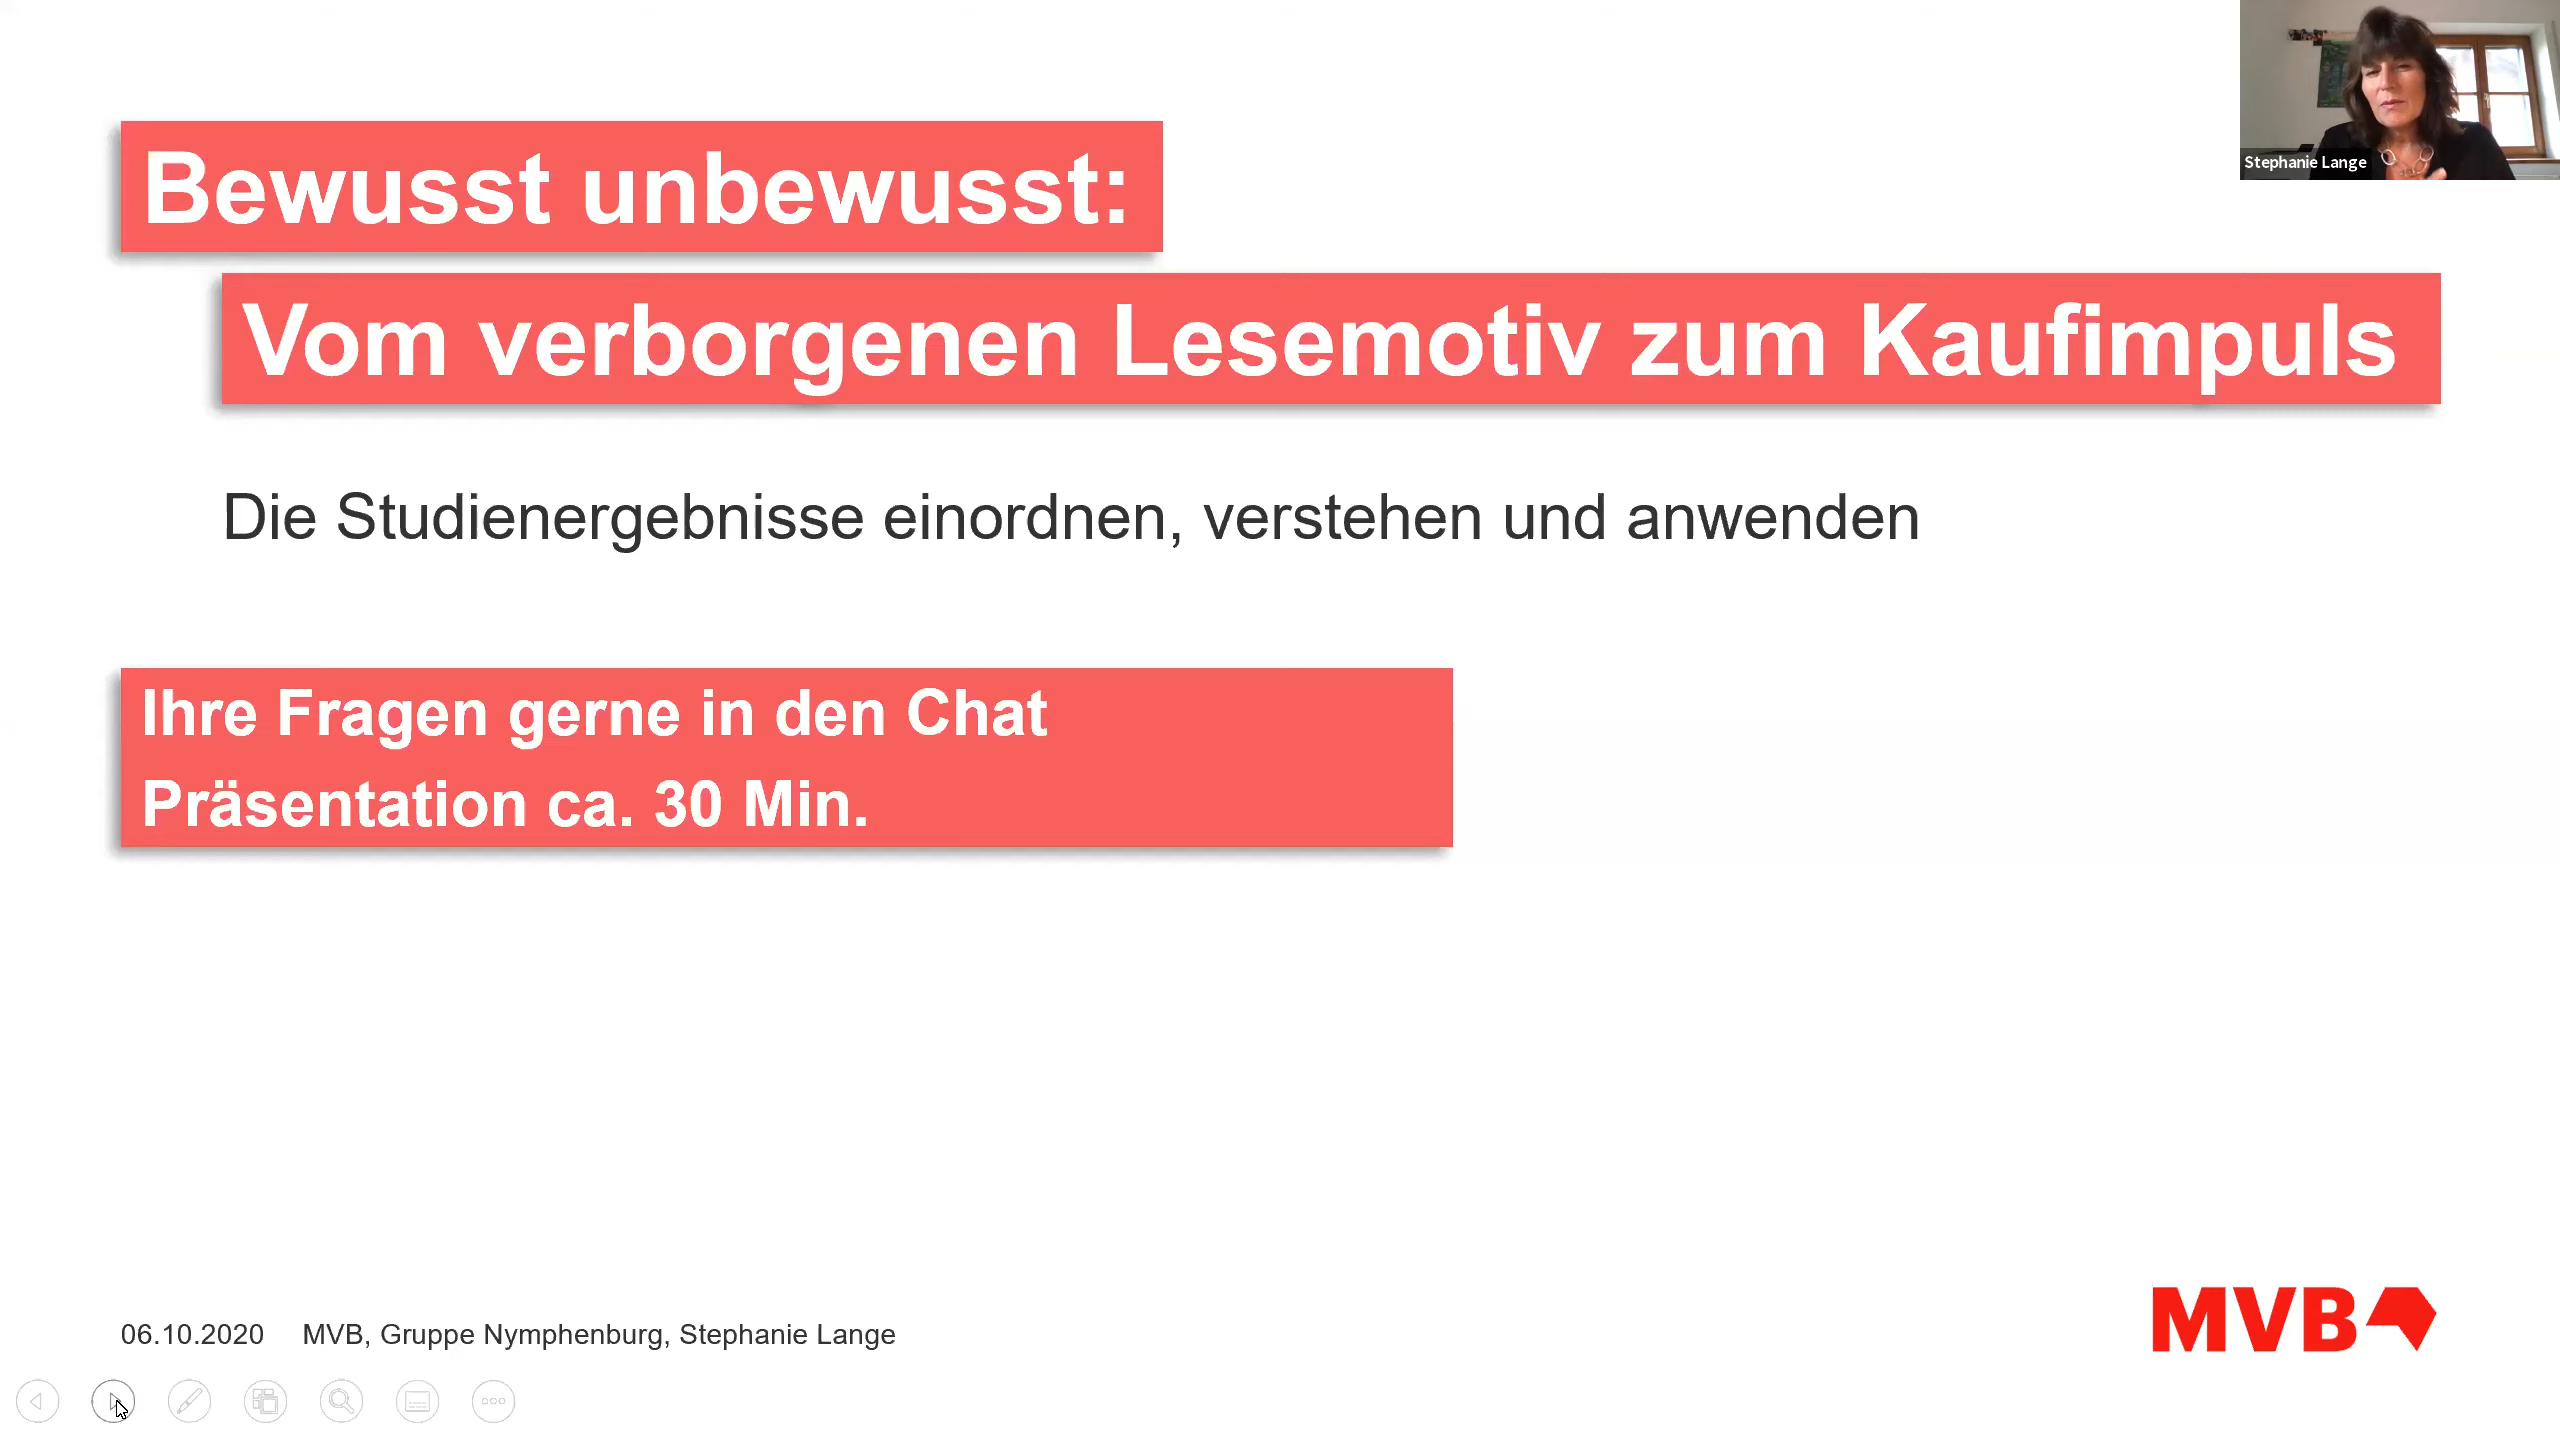 Bewusst unbewusst:
Vom verborgenen Lesemotiv zum Kaufimpuls
Die Studienergebnisse einordnen, verstehen und anwenden
Ihre Fragen gerne in den Chat
Präsentation ca. 30 Min.
Stephanie Lange
06.10.2020 MVB, Gruppe Nymphenburg, Stephanie Lange
MVB